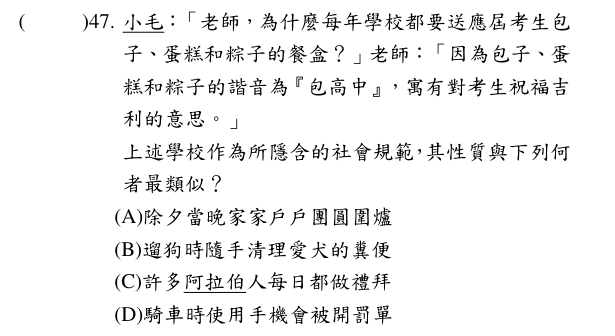 (　　)47. 小毛：「老師，為什麼每年學校都要送應屆考生包
子、蛋糕和粽子的餐盒？」老師：「因為包子、蛋
糕和粽子的諧音為『包高中』，寓有對考生祝福吉
利的意思。」
上述學校作為所隱含的社會規範，其性質與下列何
者最類似？
(A)除夕當晚家家戶戶團圓圍爐
(B)遛狗時隨手清理愛犬的糞便
(C)許多阿拉伯人每日都做禮拜
(D)騎車時使用手機會被開罰單